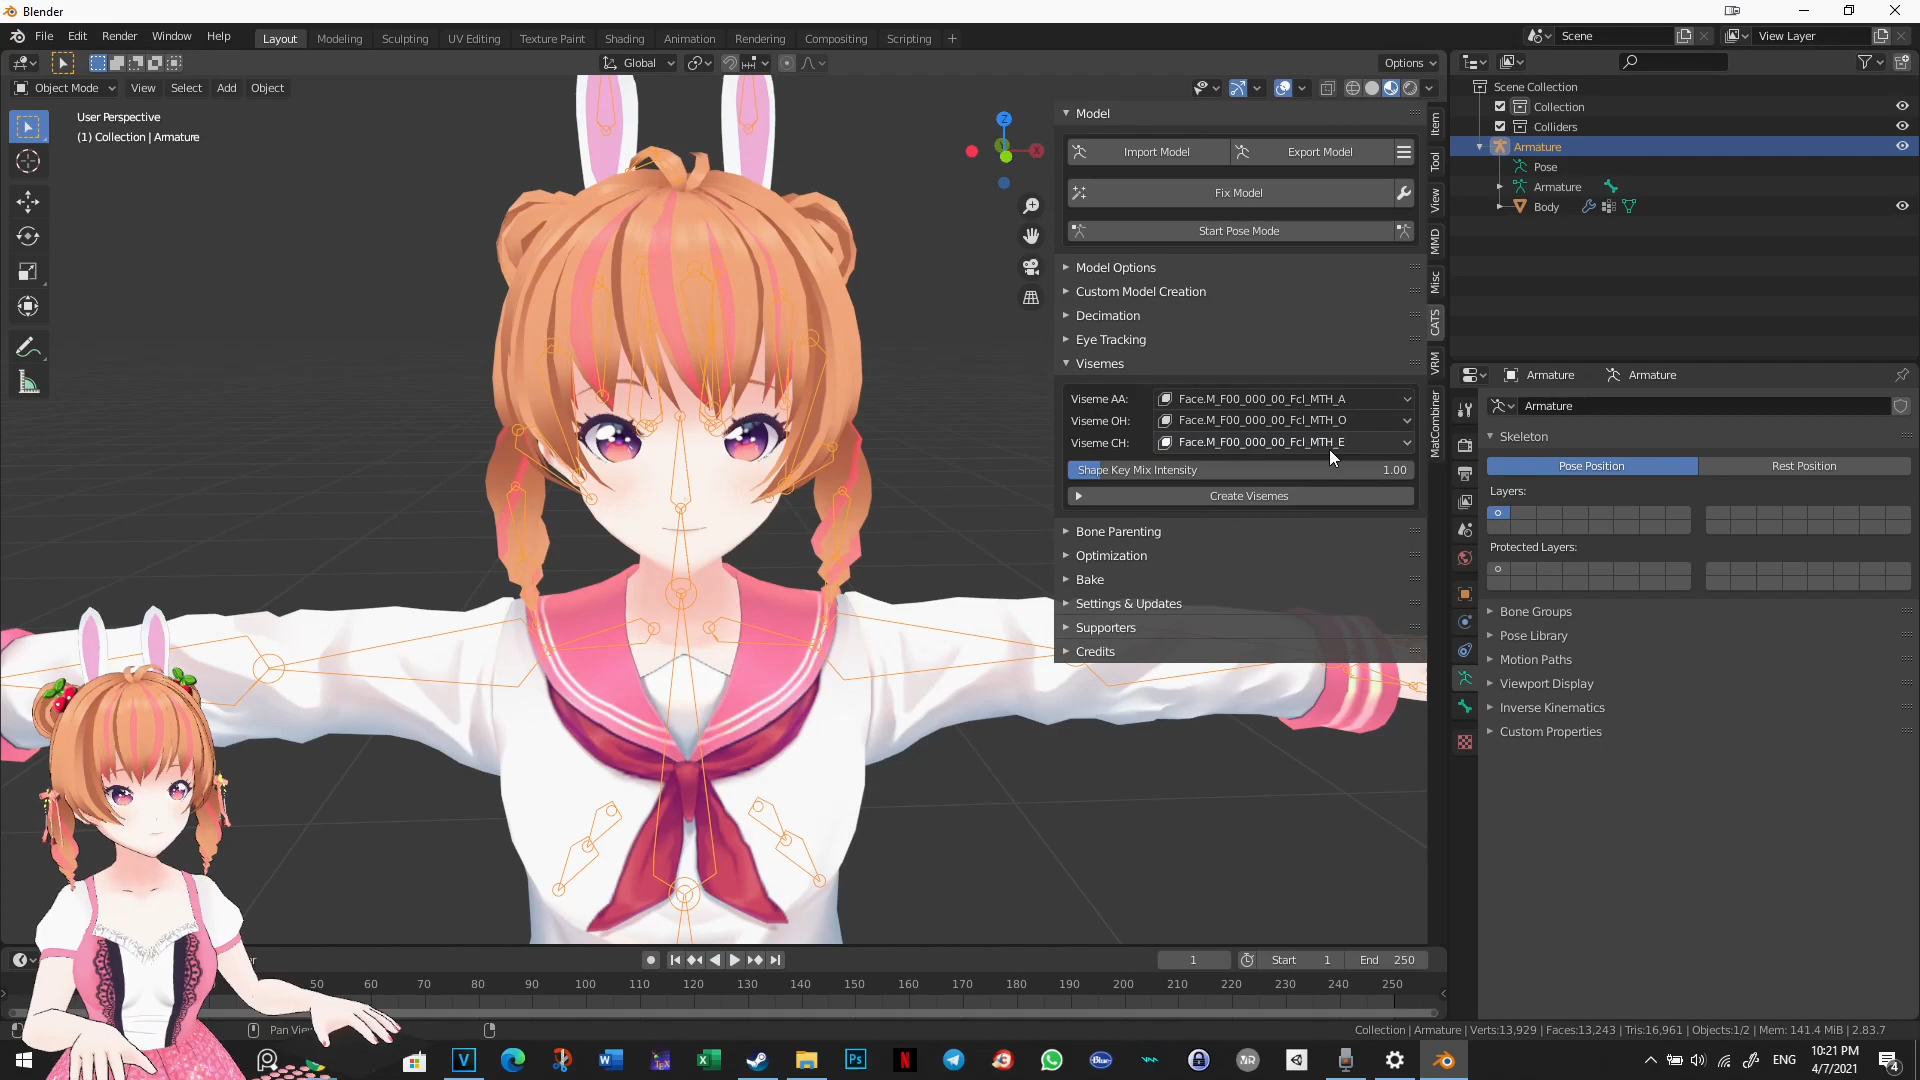 Blender
File Edit Render Window Help
Layout Modeling Sculpting UV Editing Texture Paint Shading Animation Rendering Compositing Scripting +
Scene
View Layer
Global
Options
Object Mode View Select Add Object
User Perspective
(1) Collection | Armature
Z
X
Model
Import Model
Export Model
Fix Model
Start Pose Mode
Model Options
Custom Model Creation
Decimation
Eye Tracking
Visemes
Viseme AA: Face.M_F00_000_00_Fcl_MTH_A
Viseme OH: Face.M_F00_000_00_Fcl_MTH_O
Viseme CH: Face.M_F00_000_00_Fcl_MTH_E
Shape Key Mix Intensity 1.00
Create Visemes
Bone Parenting
Optimization
Bake
Settings & Updates
Supporters
Credits
Item
Tool
View
MMD
Misc
CATS
VRM
MatCombiner
Scene Collection
Collection
Colliders
Armature
Pose
Armature
Body
Armature Armature
Armature
Skeleton
Pose Position Rest Position
Layers:
Protected Layers:
Bone Groups
Pose Library
Motion Paths
Viewport Display
Inverse Kinematics
Custom Properties
1 Start 1 End 250
50 60 70 80 90 100 110 120 130 140 150 160 170 180 190 200 210 220 230 240 250
Collection | Armature | Verts:13,929 | Faces:13,243 | Tris:16,961 | Objects:1/2 | Mem: 141.4 MiB | 2.83.7
ENG
10:21 PM
4/7/2021
4